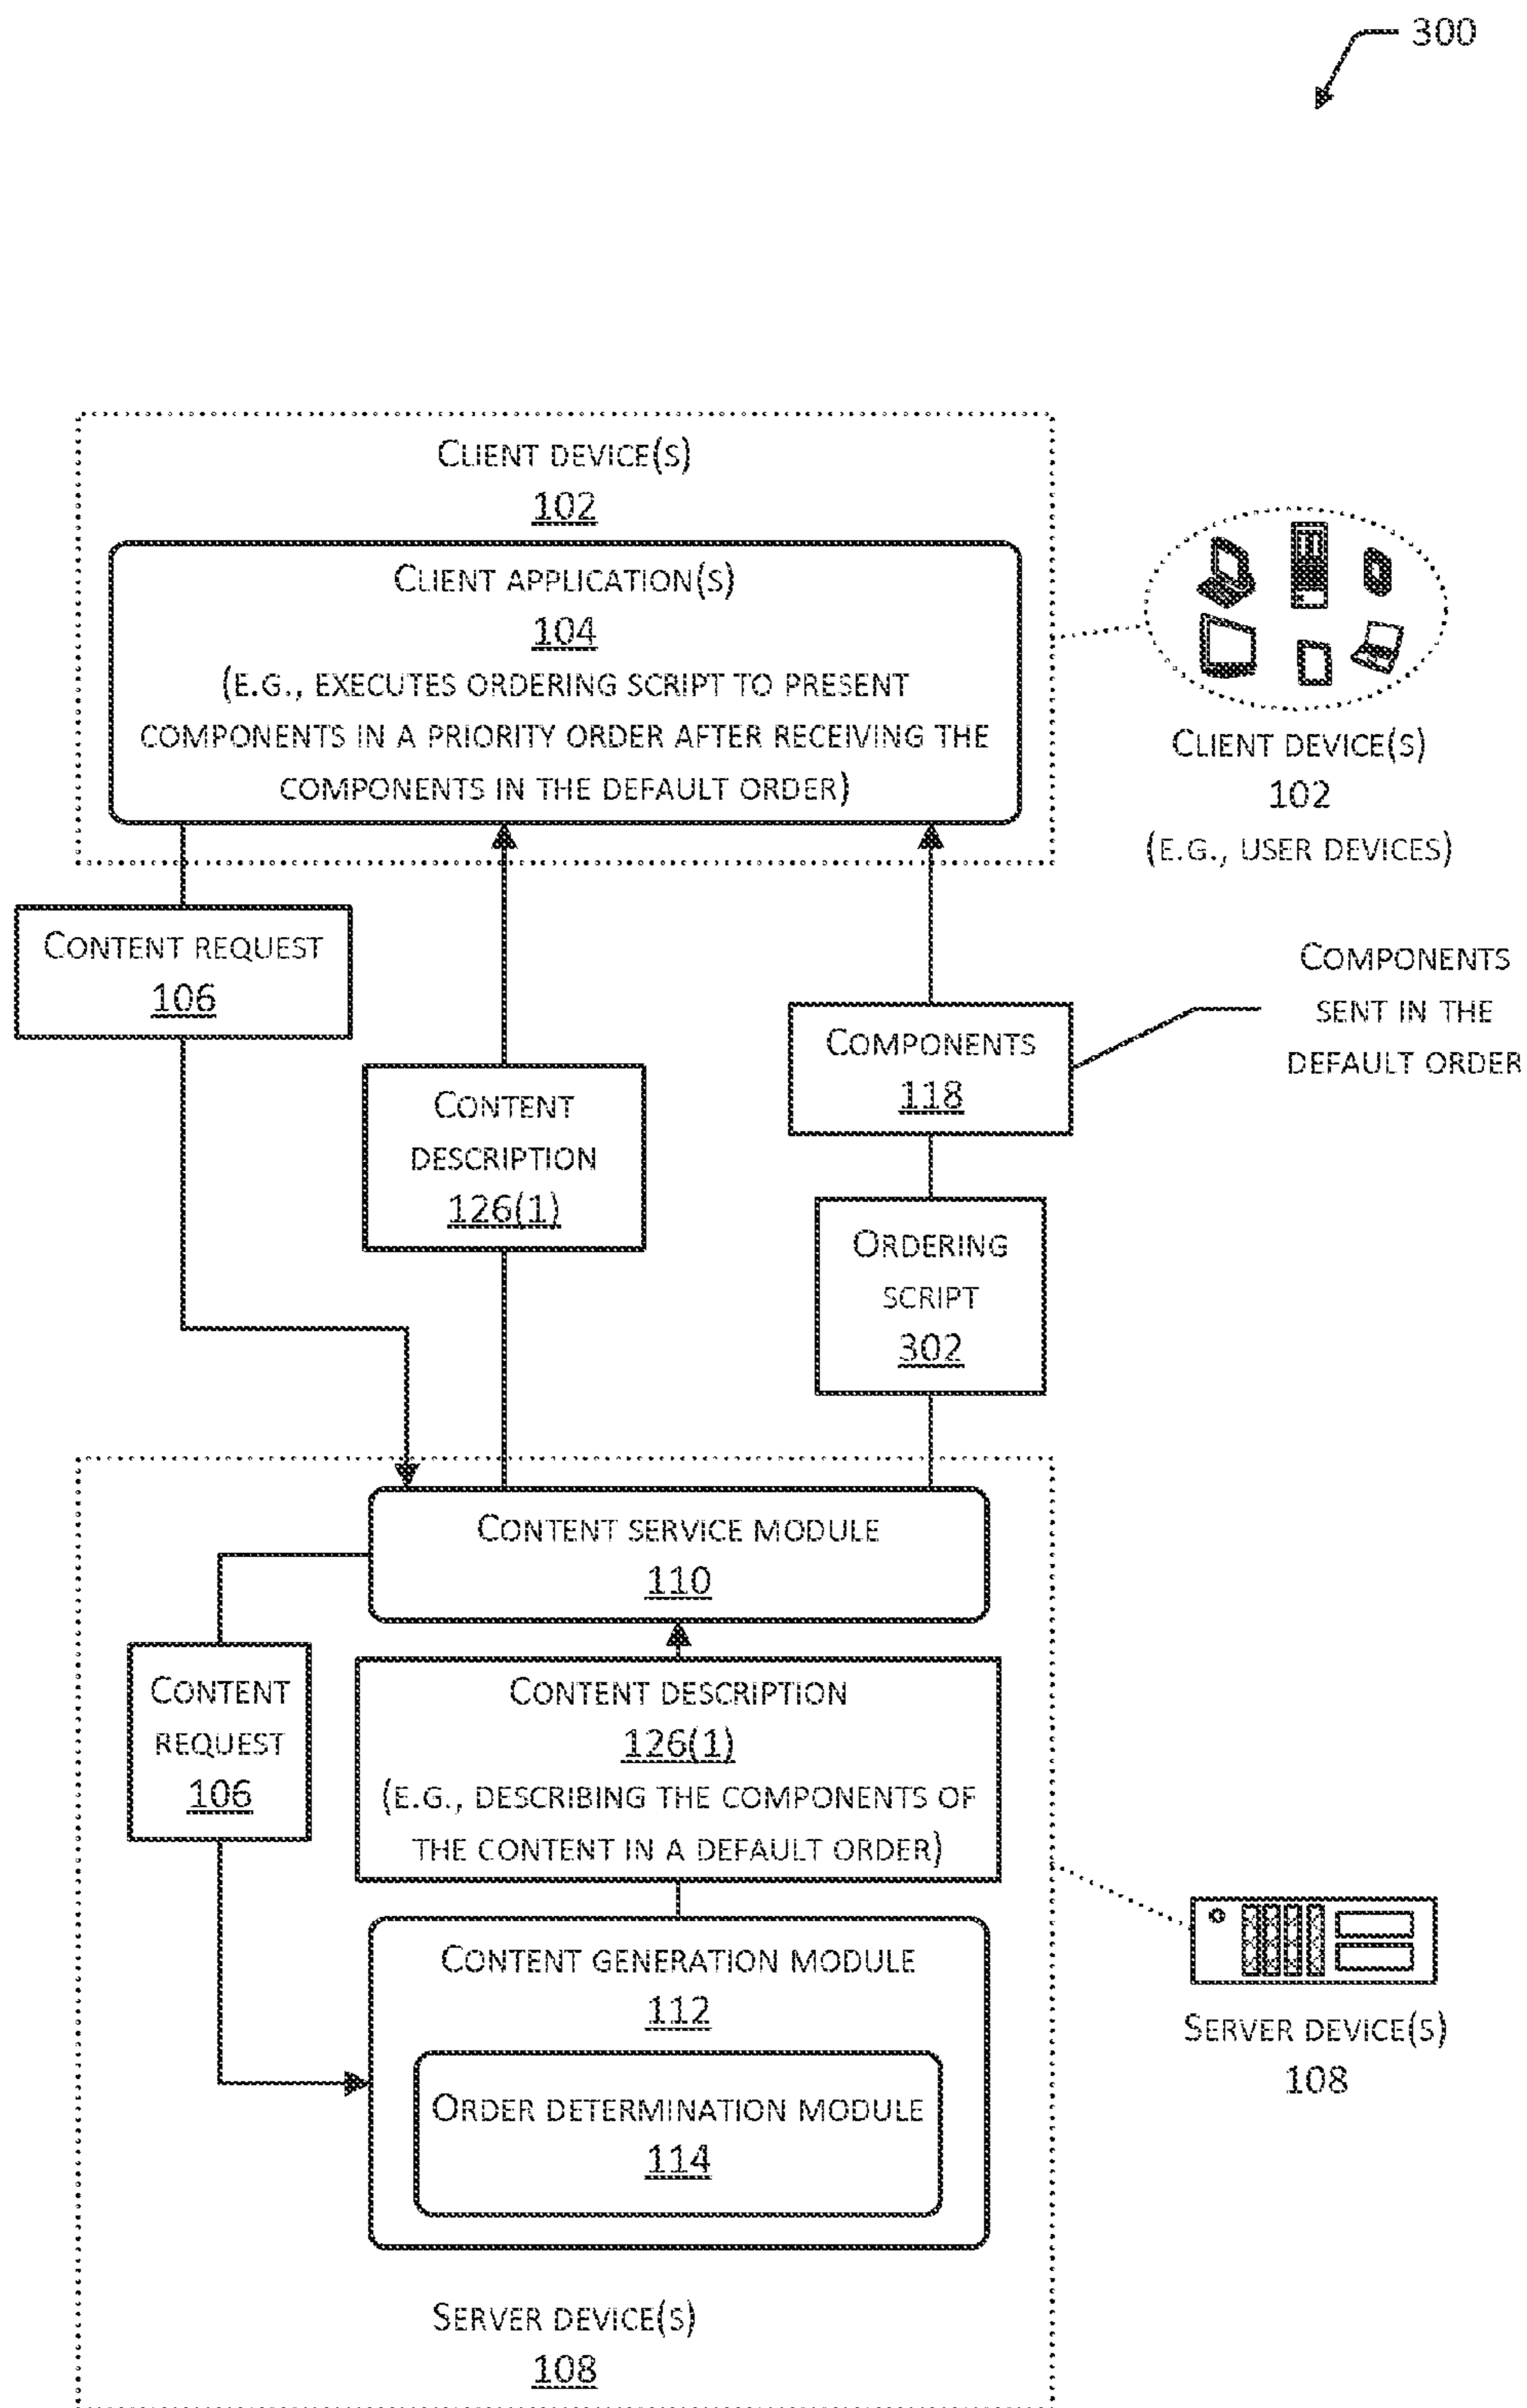 300
CLIENT DEVICE(S)
102
CLIENT APPLICATION(S)
104
(E.G., EXECUTES ORDERING SCRIPT TO PRESENT
COMPONENTS IN A PRIORITY ORDER AFTER RECEIVING THE
COMPONENTS IN THE DEFAULT ORDER)
CLIENT DEVICE(S)
102
(E.G., USER DEVICES)
CONTENT REQUEST
106
CONTENT
DESCRIPTION
126(1)
COMPONENTS
118
COMPONENTS
SENT IN THE
DEFAULT ORDER
ORDERING
SCRIPT
302
CONTENT SERVICE MODULE
110
CONTENT
REQUEST
106
CONTENT DESCRIPTION
126(1)
(E.G., DESCRIBING THE COMPONENTS OF
THE CONTENT IN A DEFAULT ORDER)
CONTENT GENERATION MODULE
112
ORDER DETERMINATION MODULE
114
SERVER DEVICE(S)
108
SERVER DEVICE(S)
108